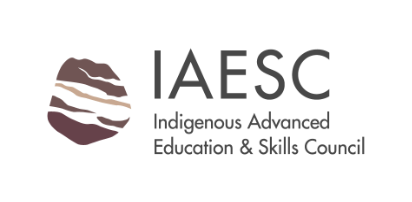 IAESC
Indigenous Advanced
Education & Skills Council